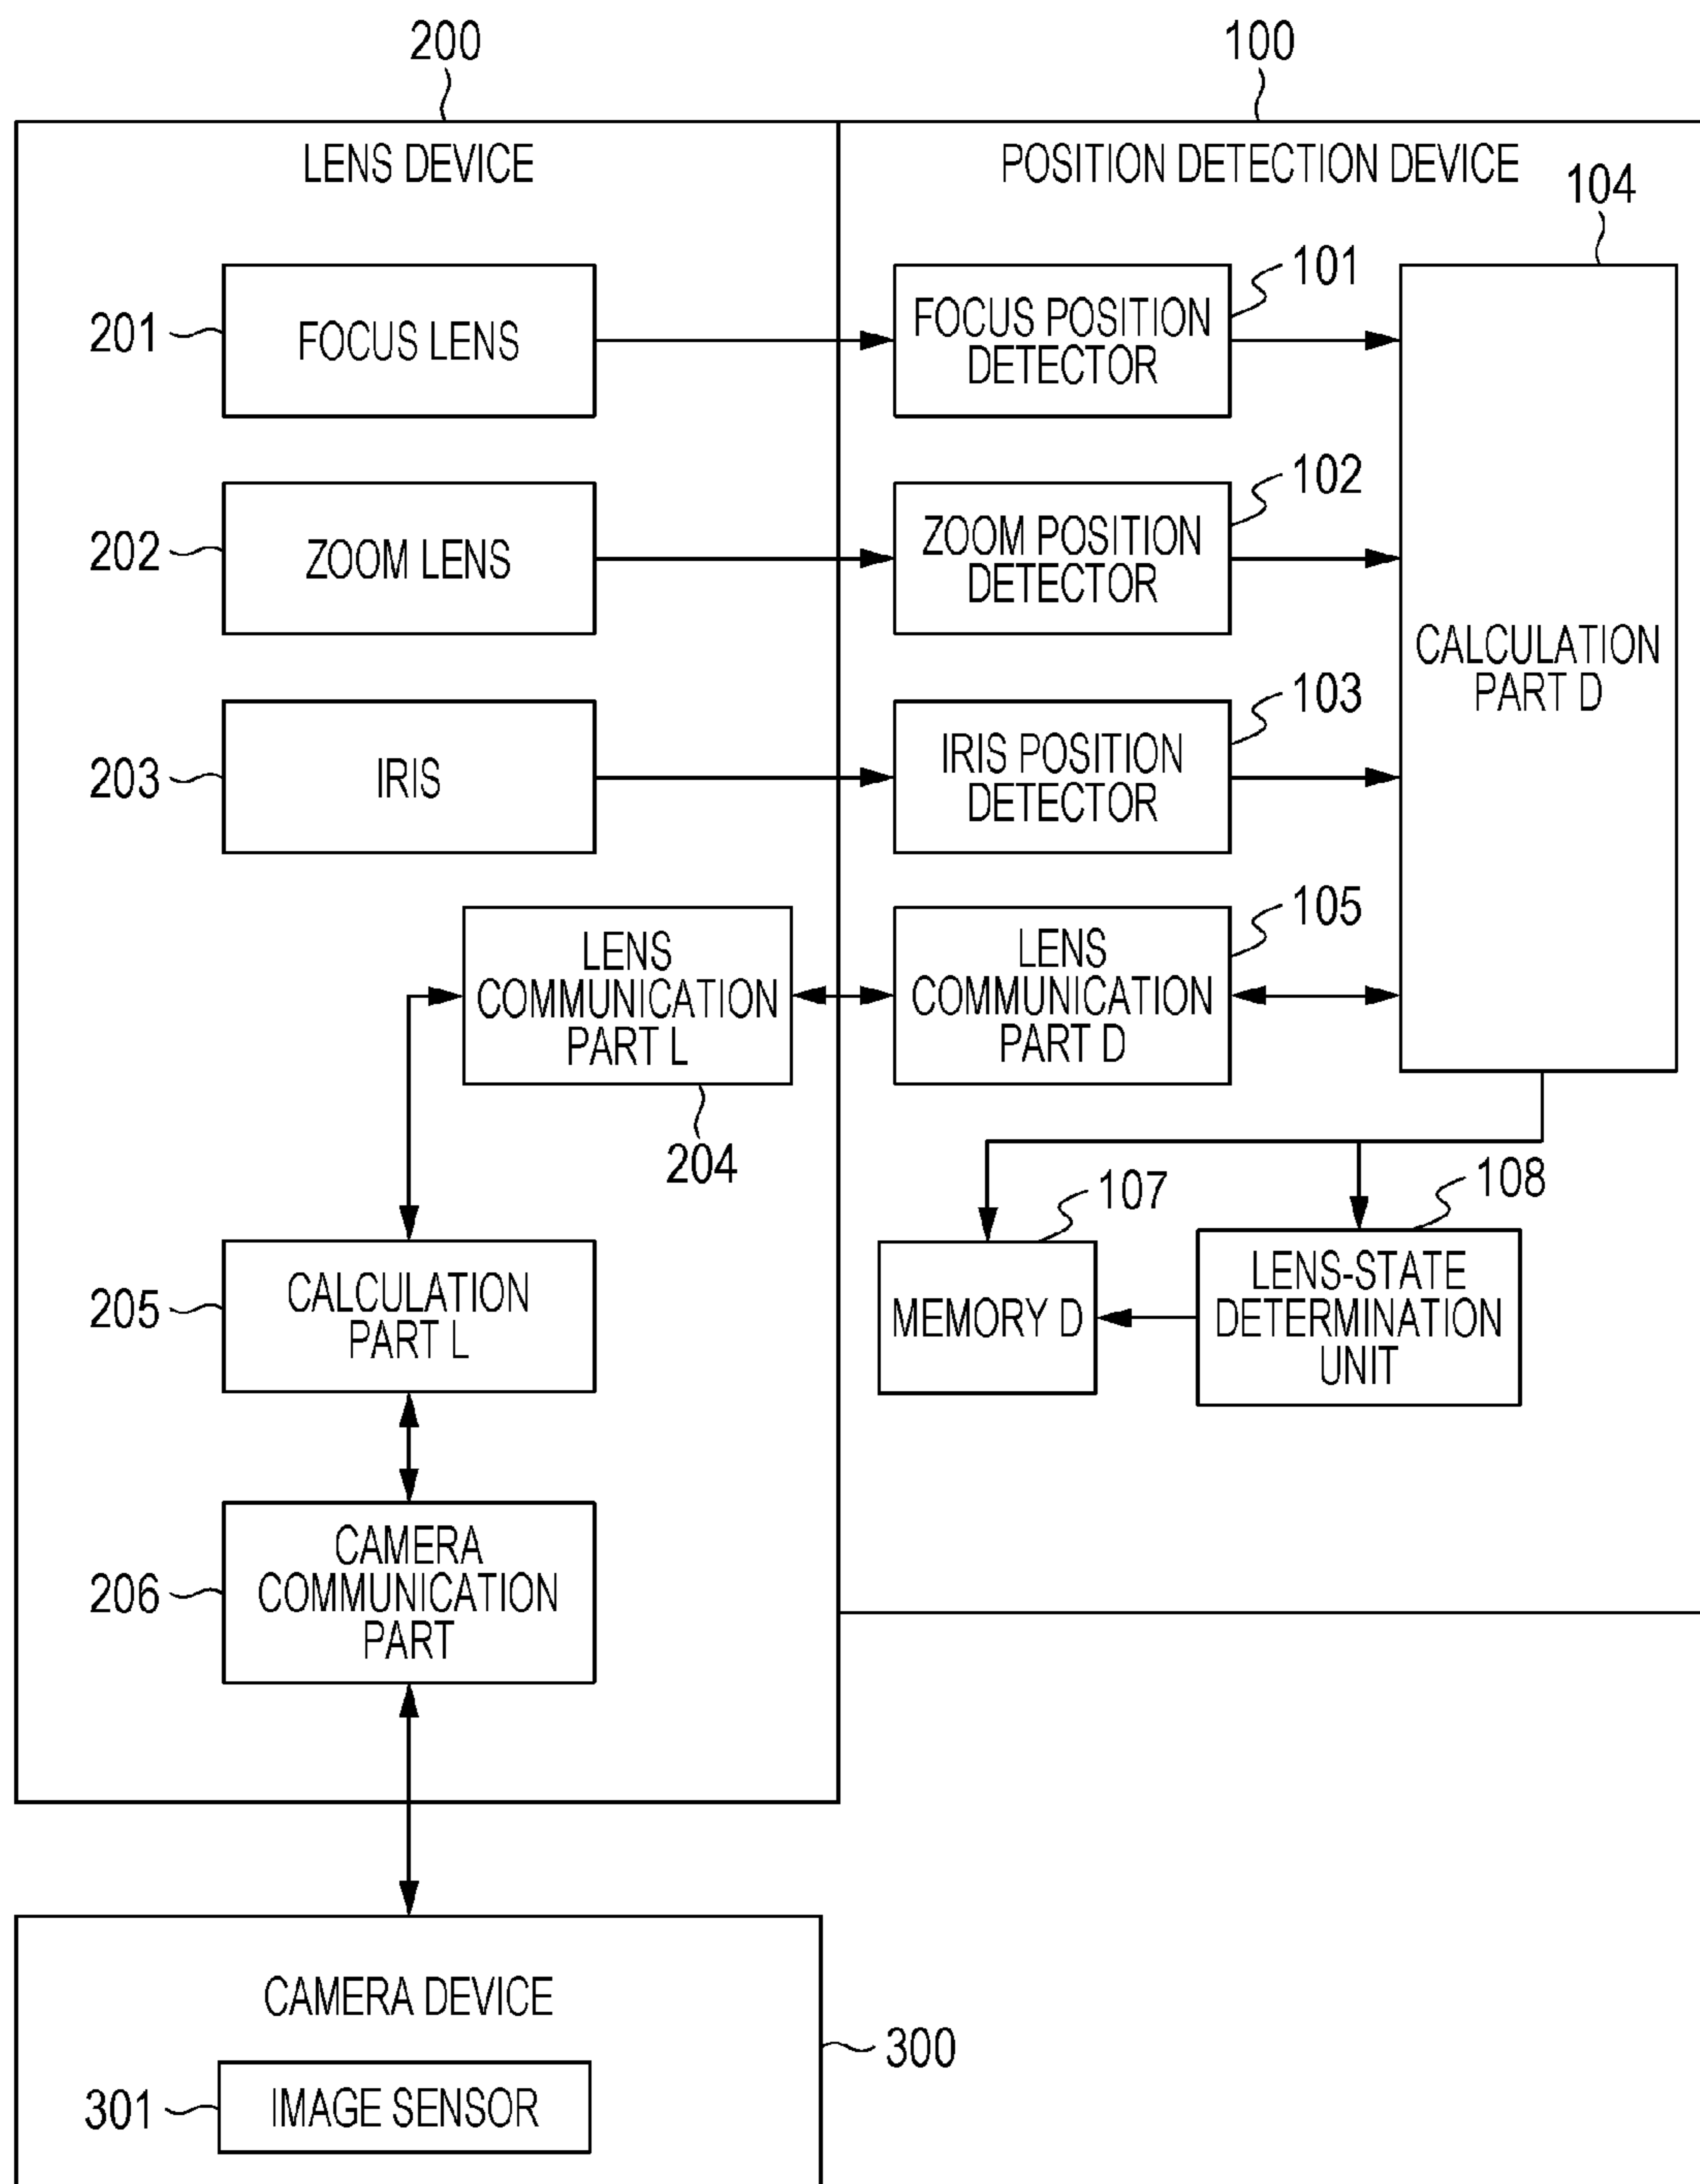 200
100
LENS DEVICE
POSITION DETECTION DEVICE
104
201
FOCUS LENS
FOCUS POSITION
DETECTOR
101
202
ZOOM LENS
ZOOM POSITION
DETECTOR
102
CALCULATION
PART D
203
IRIS
IRIS POSITION
DETECTOR
103
LENS
COMMUNICATION
PART L
204
LENS
COMMUNICATION
PART D
105
107
108
205
CALCULATION
PART L
MEMORY D
LENS-STATE
DETERMINATION
UNIT
206
CAMERA
COMMUNICATION
PART
CAMERA DEVICE
300
301
IMAGE SENSOR